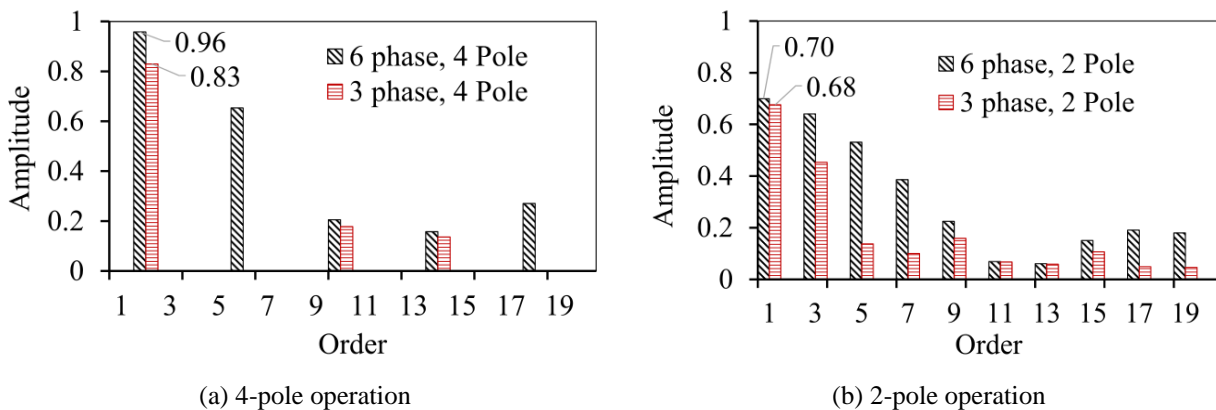 1
0.8
0.6
0.4
0.2
0
Amplitude
0.96
0.83
6 phase, 4 Pole
3 phase, 4 Pole
1 3 5 7 9 11 13 15 17 19
Order
(a) 4-pole operation
1
0.8
0.6
0.4
0.2
0
Amplitude
0.70
0.68
6 phase, 2 Pole
3 phase, 2 Pole
1 3 5 7 9 11 13 15 17 19
Order
(b) 2-pole operation